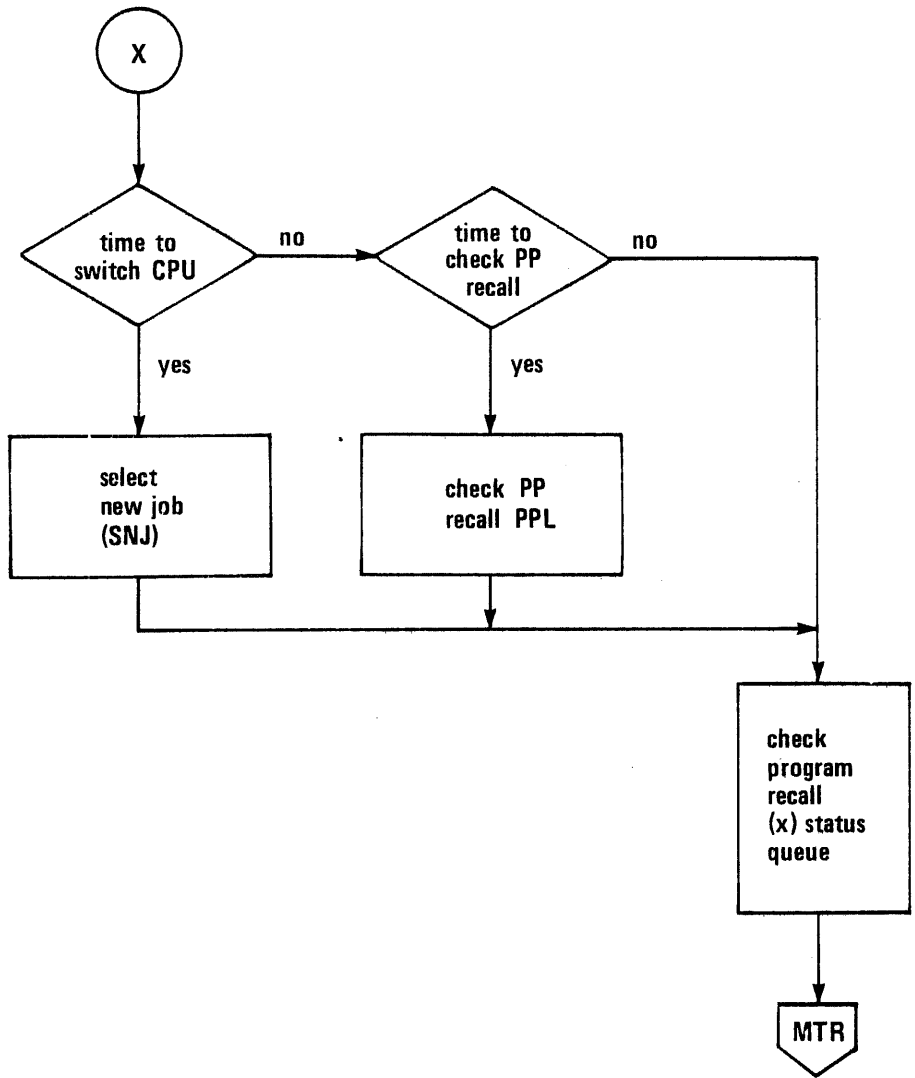 X
time to
switch CPU
no
time to
check PP
recall
no
yes
yes
select
new job
(SNJ)
check PP
recall PPL
check
program
recall
(x) status
queue
MTR